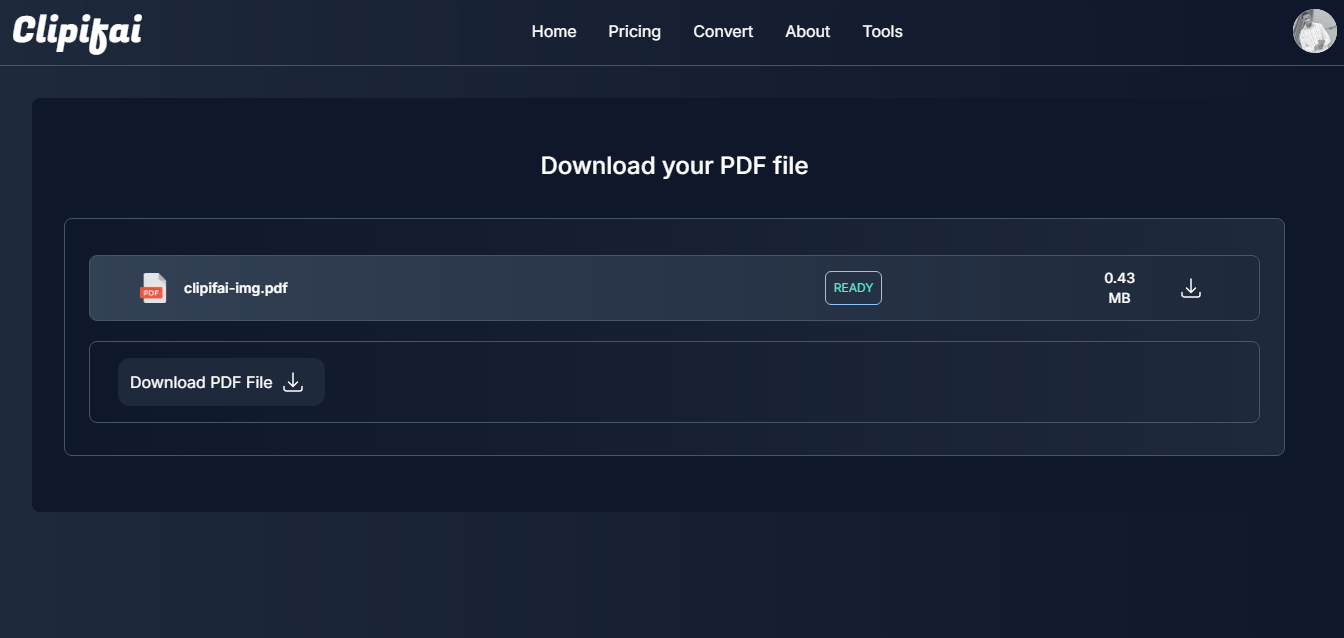 Clipifai
Home Pricing Convert About Tools
Download your PDF file
PDF clipifai-img.pdf READY 0.43
MB
Download PDF File